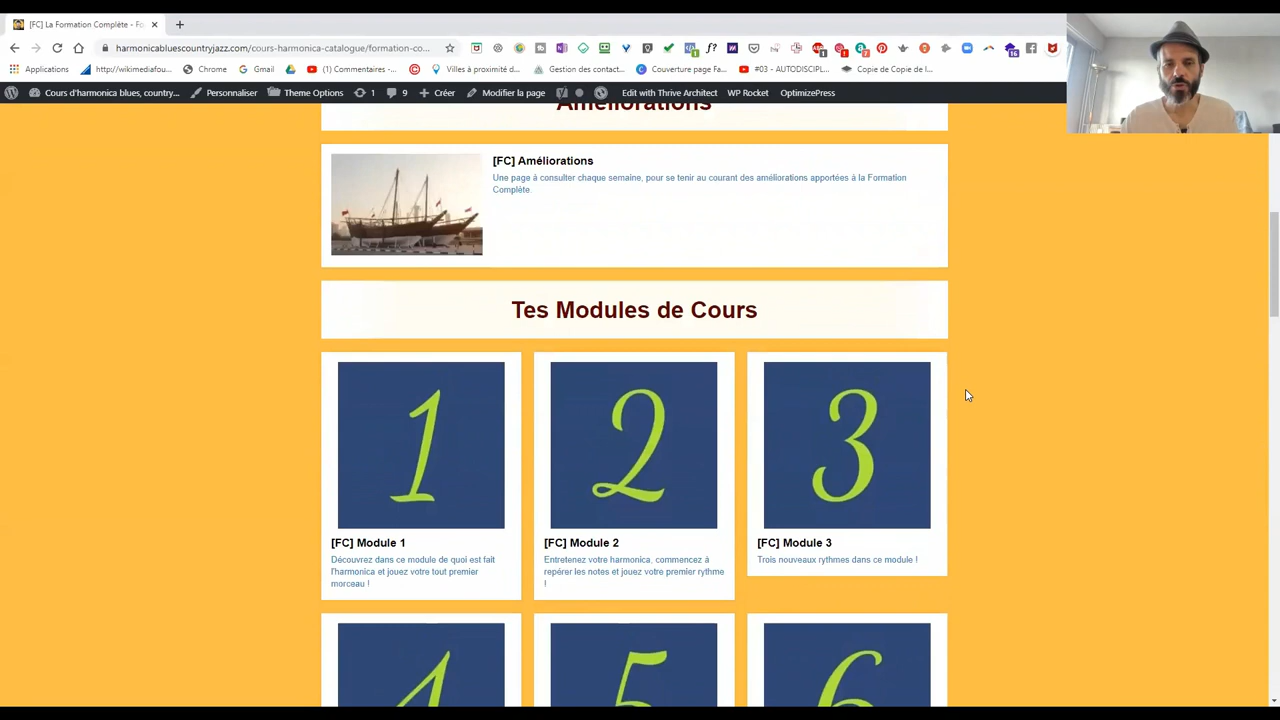 [FC] La Formation Complète - Fo
harmonicabluescountryjazz.com/cours-harmonica-catalogue/formation-co...
Applications
http://wikimediafou...
Chrome
Gmail
(1) Commentaires -...
Villes à proximité d...
Gestion des contact...
Couverture page Fa...
#03 - AUTODISCIPL...
Copie de Copie de l...
Cours d'harmonica blues, country...
Personnaliser
Theme Options
1
9
Créer
Modifier la page
Edit with Thrive Architect
WP Rocket
OptimizePress
Améliorations
[FC] Améliorations
Une page à consulter chaque semaine, pour se tenir au courant des améliorations apportées à la Formation
Complète.
Tes Modules de Cours
1
2
3
[FC] Module 1
Découvrez dans ce module de quoi est fait
l'harmonica et jouez votre tout premier
morceau !
[FC] Module 2
Entretenez votre harmonica, commencez à
repérer les notes et jouez votre premier rythme
!
[FC] Module 3
Trois nouveaux rythmes dans ce module !
4
5
6